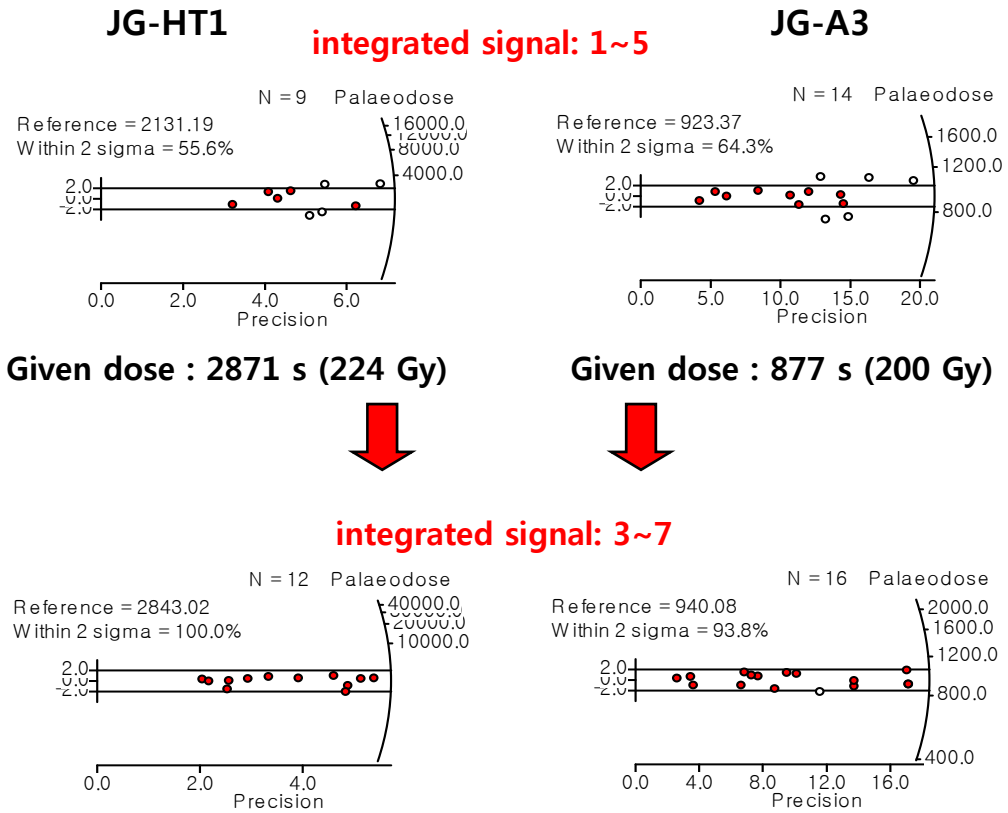 JG-HT1
JG-A3
integrated signal: 1~5
N = 9 Palaeodose
Reference = 2131.19
Within 2 sigma = 55.6%
16000.0
12000.0
8000.0
4000.0
2.0
0.0
-2.0
0.0 2.0 4.0 6.0
Precision
N = 14 Palaeodose
Reference = 923.37
Within 2 sigma = 64.3%
1600.0
1200.0
800.0
2.0
0.0
-2.0
0.0 5.0 10.0 15.0 20.0
Precision
Given dose : 2871 s (224 Gy)
Given dose : 877 s (200 Gy)
integrated signal: 3~7
N = 12 Palaeodose
Reference = 2843.02
Within 2 sigma = 100.0%
40000.0
20000.0
10000.0
2.0
0.0
-2.0
0.0 2.0 4.0
Precision
N = 16 Palaeodose
Reference = 940.08
Within 2 sigma = 93.8%
2000.0
1600.0
1200.0
800.0
400.0
2.0
0.0
-2.0
0.0 4.0 8.0 12.0 16.0
Precision